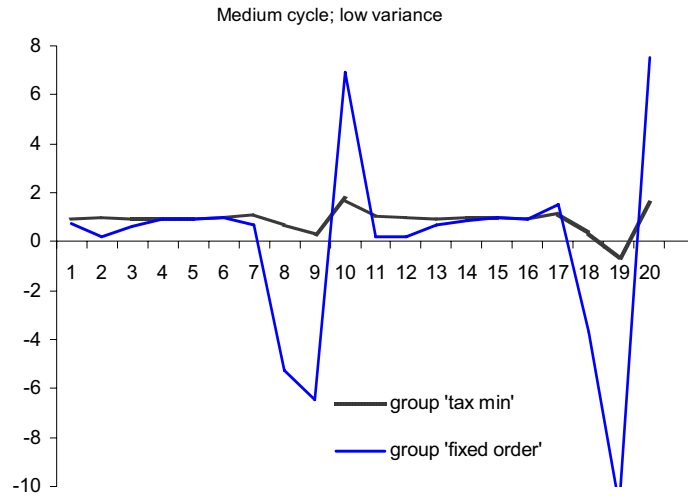 Medium cycle; low variance
8
6
4
2
0
1 2 3 4 5 6 7 8 9 10 11 12 13 14 15 16 17 18 19 20
-2
-4
-6
group 'tax min'
-8
group 'fixed order'
-10